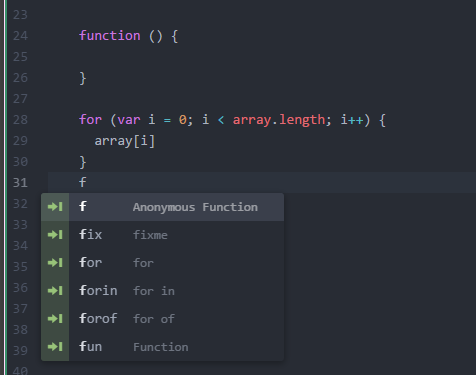 23
24 function () {
25
26 }
27
28 for (var i = 0; i < array.length; i++) {
29 array[i]
30 }
31 f
32 f Anonymous Function
33 fix fixme
34 for for
35
36 forin for in
37 forof for of
38 fun Function
39
40